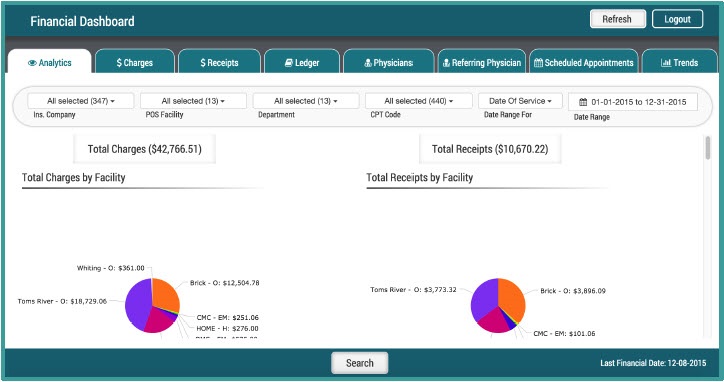 Financial Dashboard
Refresh
Logout
Analytics
$ Charges
$ Receipts
Ledger
Physicians
Referring Physician
Scheduled Appointments
Trends
All selected (347)
All selected (13)
All selected (13)
All selected (440)
Date Of Service
01-01-2015 to 12-31-2015
Ins. Company
POS Facility
Department
CPT Code
Date Range For
Date Range
Total Charges ($42,766.51)
Total Receipts ($10,670.22)
Total Charges by Facility
Total Receipts by Facility
Whiting - O: $361.00
Brick - O: $12,504.78
Toms River - O: $18,729.06
CMC - EM: $251.06
HOME - H: $276.00
Toms River - O: $3,773.32
Brick - O: $3,896.09
CMC - EM: $101.06
Search
Last Financial Date: 12-08-2015